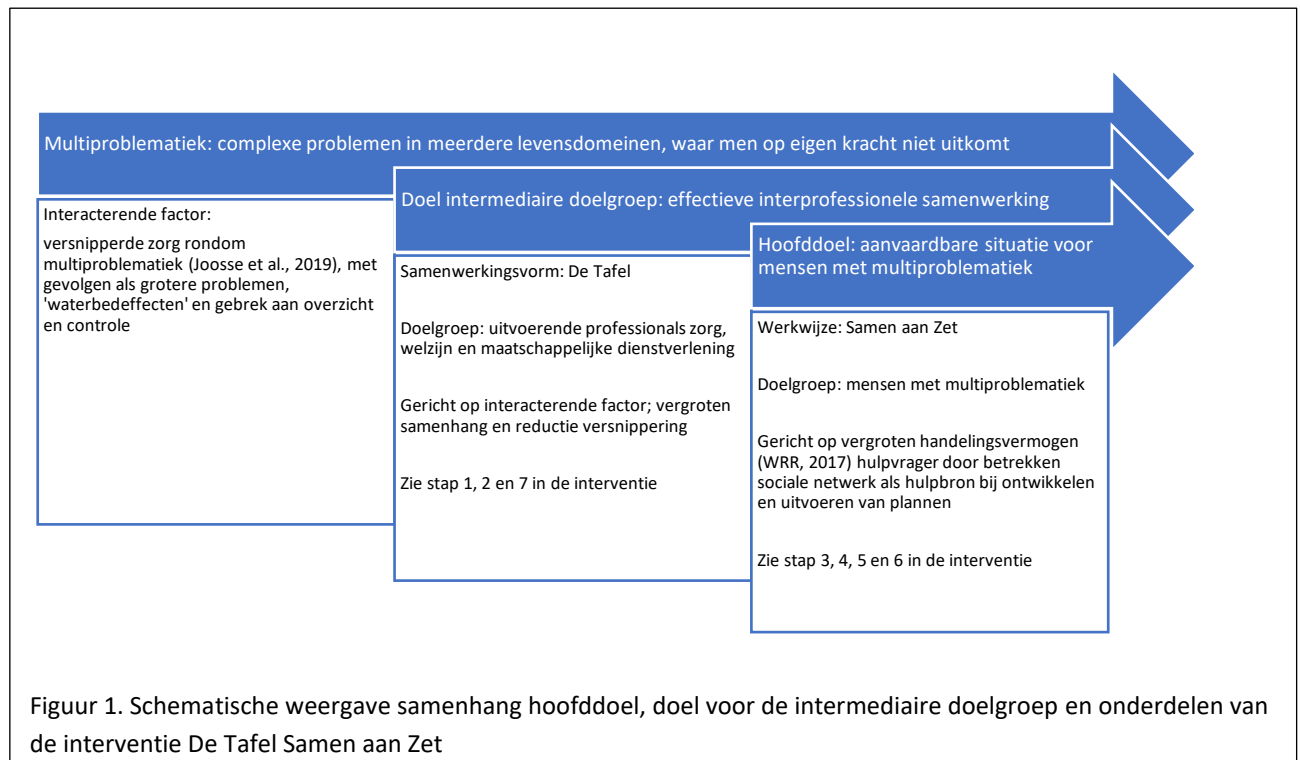 Multiproblematiek: complexe problemen in meerdere levensdomeinen, waar men op eigen kracht niet uitkomt
Interacterende factor:
versnipperde zorg rondom
multiproblematiek (Joosse et al., 2019), met
gevolgen als grotere problemen,
'waterbedeffecten' en gebrek aan overzicht
en controle
Doel intermediaire doelgroep: effectieve interprofessionele samenwerking
Samenwerkingsvorm: De Tafel
Doelgroep: uitvoerende professionals zorg,
welzijn en maatschappelijke dienstverlening
Gericht op interacterende factor; vergroten
samenhang en reductie versnippering
Zie stap 1, 2 en 7 in de interventie
Hoofddoel: aanvaardbare situatie voor
mensen met multiproblematiek
Werkwijze: Samen aan Zet
Doelgroep: mensen met multiproblematiek
Gericht op vergroten handelingsvermogen
(WRR, 2017) hulpvrager door betrekken
sociale netwerk als hulpbron bij ontwikkelen
en uitvoeren van plannen
Zie stap 3, 4, 5 en 6 in de interventie
Figuur 1. Schematische weergave samenhang hoofddoel, doel voor de intermediaire doelgroep en onderdelen van
de interventie De Tafel Samen aan Zet